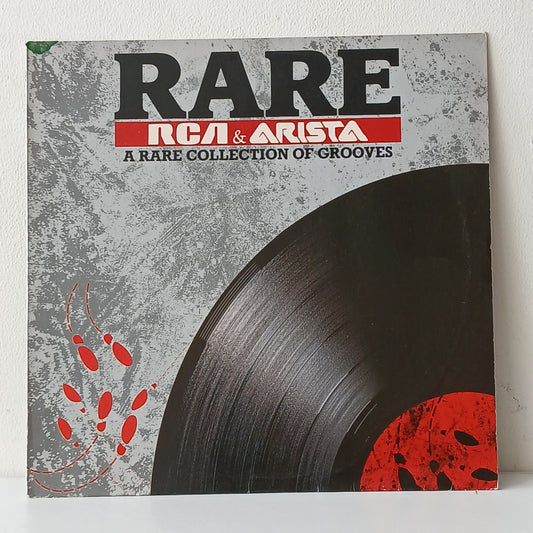 RARE
RCA & ARISTA
A RARE COLLECTION OF GROOVES